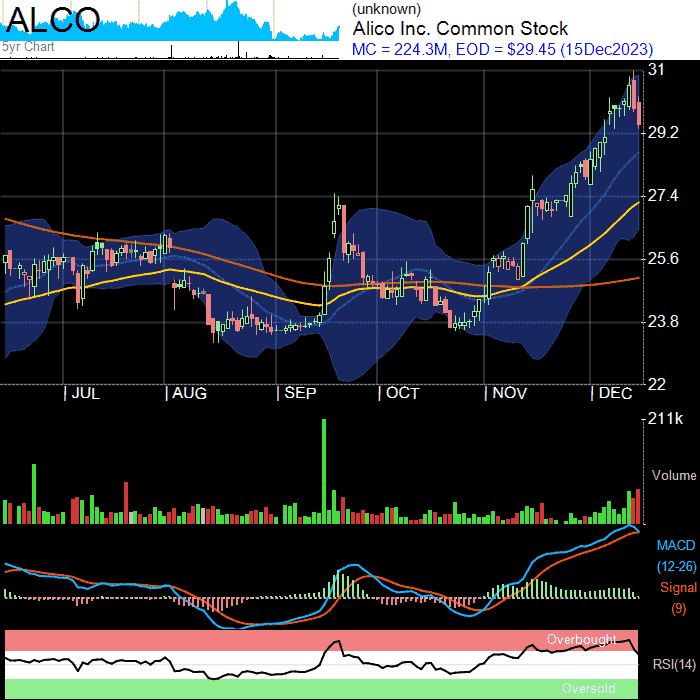 ALCO
5yr Chart
(unknown)
Alico Inc. Common Stock
MC = 224.3M, EOD = $29.45 (15Dec2023)
31
29.2
27.4
25.6
23.8
22
JUL AUG SEP OCT NOV DEC
211k
Volume
MACD
(12-26)
Signal
(9)
Overbought
RSI(14)
Oversold